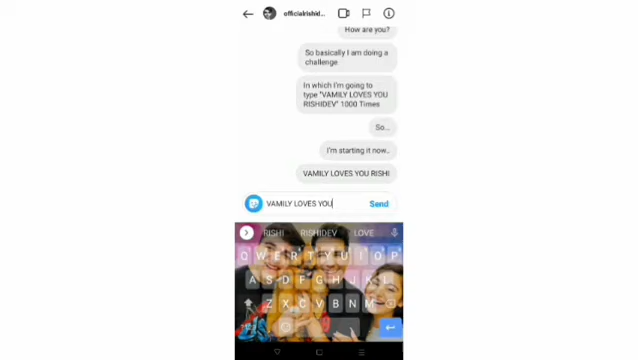 officialrishid...
How are you?
So basically I am doing a
challenge
In which I'm going to
type "VAMILY LOVES YOU
RISHIDEV" 1000 Times
So...
I'm starting it now..
VAMILY LOVES YOU RISHI
VAMILY LOVES YOU Send
RISHI RISHIDEV LOVE
Q W E R T Y U I O P
A S D F G H J K L
Z X C V B N M